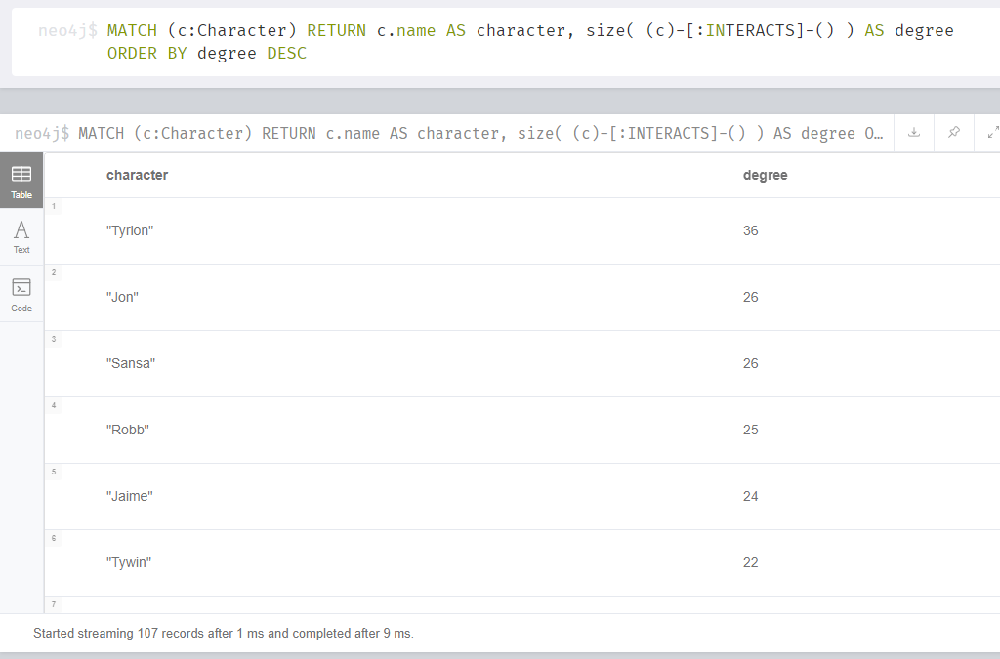 neo4j$ MATCH (c:Character) RETURN c.name AS character, size( (c)-[:INTERACTS]-() ) AS degree
ORDER BY degree DESC
neo4j$ MATCH (c:Character) RETURN c.name AS character, size( (c)-[:INTERACTS]-() ) AS degree O…
Table
Text
Code
character degree
1
"Tyrion" 36
2
"Jon" 26
3
"Sansa" 26
4
"Robb" 25
5
"Jaime" 24
6
"Tywin" 22
7
Started streaming 107 records after 1 ms and completed after 9 ms.